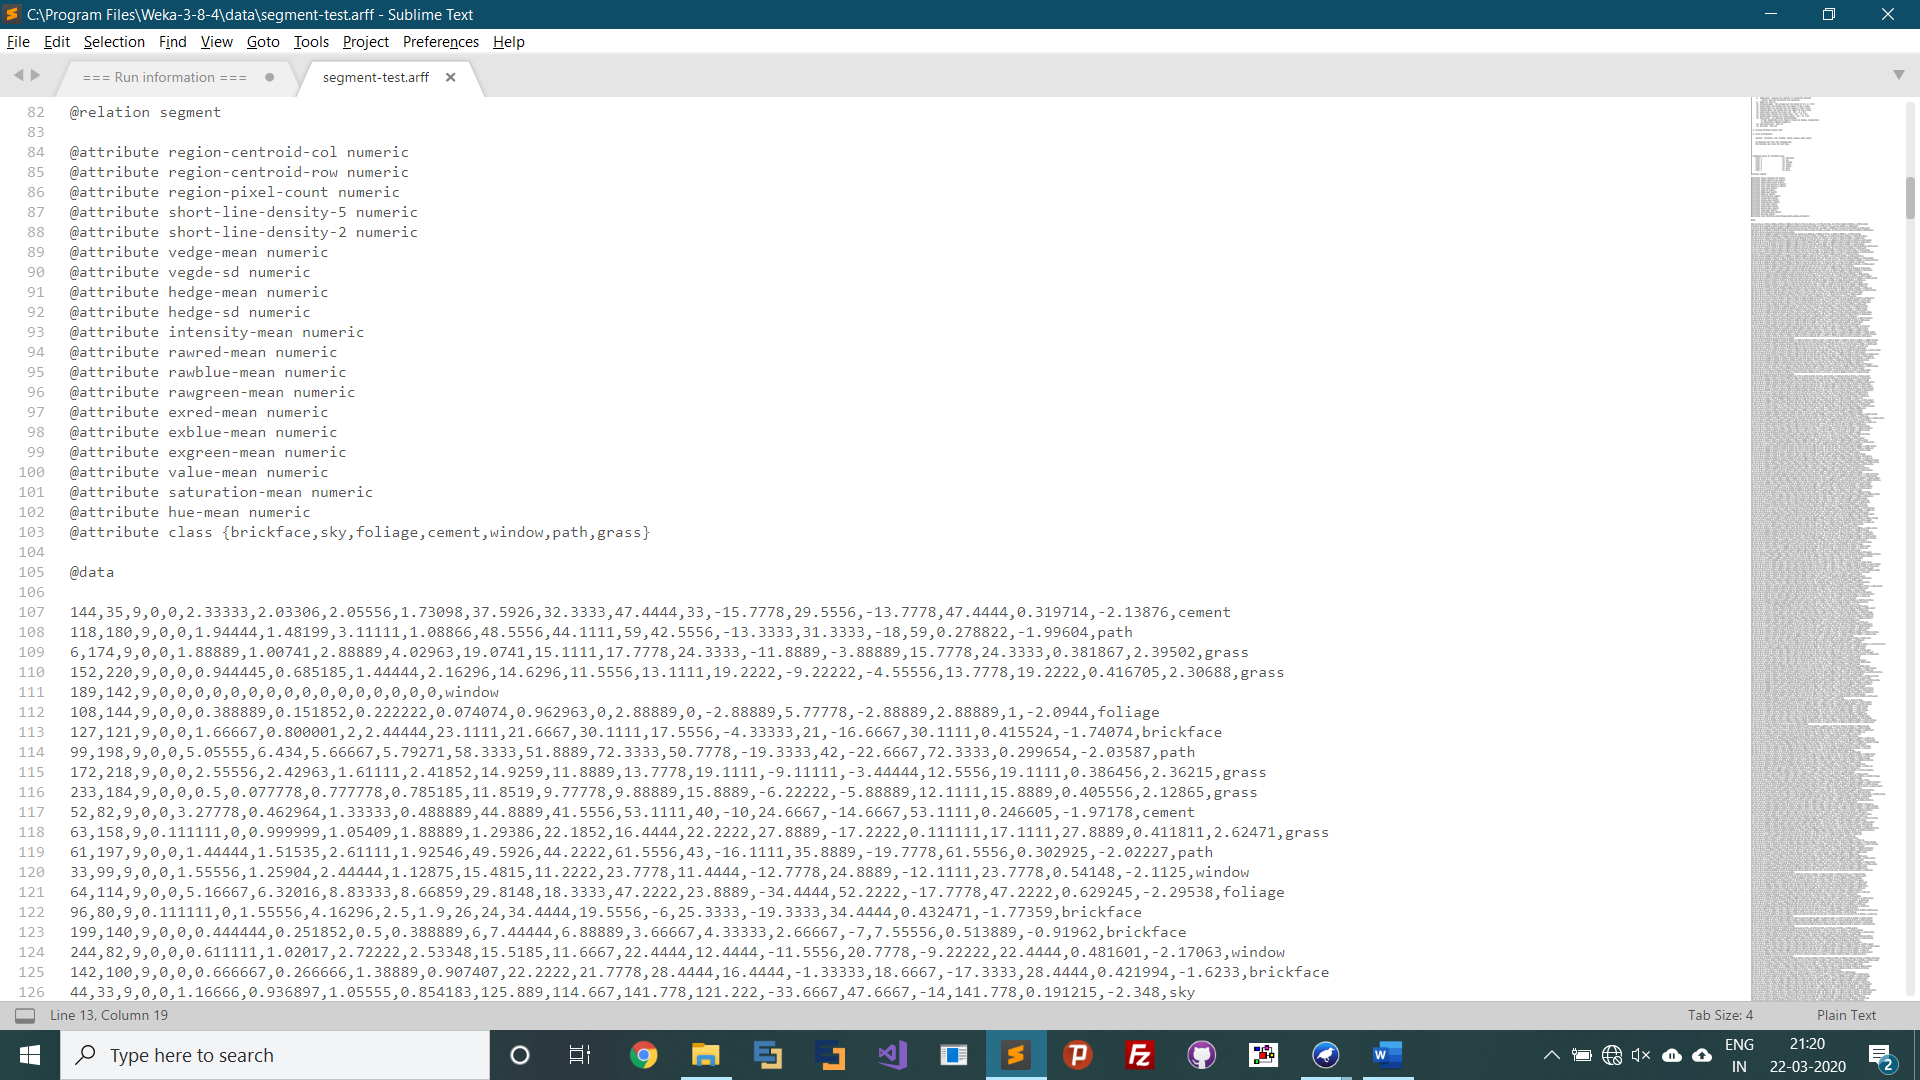 C:\Program Files\Weka-3-8-4\data\segment-test.arff - Sublime Text
File Edit Selection Find View Goto Tools Project Preferences Help
=== Run information ===
segment-test.arff
82 @relation segment
83
84 @attribute region-centroid-col numeric
85 @attribute region-centroid-row numeric
86 @attribute region-pixel-count numeric
87 @attribute short-line-density-5 numeric
88 @attribute short-line-density-2 numeric
89 @attribute vedge-mean numeric
90 @attribute vegde-sd numeric
91 @attribute hedge-mean numeric
92 @attribute hedge-sd numeric
93 @attribute intensity-mean numeric
94 @attribute rawred-mean numeric
95 @attribute rawblue-mean numeric
96 @attribute rawgreen-mean numeric
97 @attribute exred-mean numeric
98 @attribute exblue-mean numeric
99 @attribute exgreen-mean numeric
100 @attribute value-mean numeric
101 @attribute saturation-mean numeric
102 @attribute hue-mean numeric
103 @attribute class {brickface,sky,foliage,cement,window,path,grass}
104
105 @data
106
107 144,35,9,0,0,2.33333,2.03306,2.05556,1.73098,37.5926,32.3333,47.4444,33,-15.7778,29.5556,-13.7778,47.4444,0.319714,-2.13876,cement
108 118,180,9,0,0,1.94444,1.48199,3.11111,1.08866,48.5556,44.1111,59,42.5556,-13.3333,31.3333,-18,59,0.278822,-1.99604,path
109 6,174,9,0,0,1.88889,1.00741,2.88889,4.02963,19.0741,15.1111,17.7778,24.3333,-11.8889,-3.88889,15.7778,24.3333,0.381867,2.39502,grass
110 152,220,9,0,0,0.944445,0.685185,1.44444,2.16296,14.6296,11.5556,13.1111,19.2222,-9.22222,-4.55556,13.7778,19.2222,0.416705,2.30688,grass
111 189,142,9,0,0,0,0,0,0,0,0,0,0,0,0,0,0,0,0,window
112 108,144,9,0,0,0.388889,0.151852,0.222222,0.074074,0.962963,0,2.88889,0,-2.88889,5.77778,-2.88889,2.88889,1,-2.0944,foliage
113 127,121,9,0,0,1.66667,0.800001,2,2.44444,23.1111,21.6667,30.1111,17.5556,-4.33333,21,-16.6667,30.1111,0.415524,-1.74074,brickface
114 99,198,9,0,0,5.05555,6.434,5.66667,5.79271,58.3333,51.8889,72.3333,50.7778,-19.3333,42,-22.6667,72.3333,0.299654,-2.03587,path
115 172,218,9,0,0,2.55556,2.42963,1.61111,2.41852,14.9259,11.8889,13.7778,19.1111,-9.11111,-3.44444,12.5556,19.1111,0.386456,2.36215,grass
116 233,184,9,0,0,0.5,0.077778,0.777778,0.785185,11.8519,9.77778,9.88889,15.8889,-6.22222,-5.88889,12.1111,15.8889,0.405556,2.12865,grass
117 52,82,9,0,0,3.27778,0.462964,1.33333,0.488889,44.8889,41.5556,53.1111,40,-10,24.6667,-14.6667,53.1111,0.246605,-1.97178,cement
118 63,158,9,0.111111,0,0.999999,1.05409,1.88889,1.29386,22.1852,16.4444,22.2222,27.8889,-17.2222,0.111111,17.1111,27.8889,0.411811,2.62471,grass
119 61,197,9,0,0,1.44444,1.51535,2.61111,1.92546,49.5926,44.2222,61.5556,43,-16.1111,35.8889,-19.7778,61.5556,0.302925,-2.02227,path
120 33,99,9,0,0,1.55556,1.25904,2.44444,1.12875,15.4815,11.2222,23.7778,11.4444,-12.7778,24.8889,-12.1111,23.7778,0.54148,-2.1125,window
121 64,114,9,0,0,5.16667,6.32016,8.83333,8.66859,29.8148,18.3333,47.2222,23.8889,-34.4444,52.2222,-17.7778,47.2222,0.629245,-2.29538,foliage
122 96,80,9,0.111111,0,1.55556,4.16296,2.5,1.9,26,24,34.4444,19.5556,-6,25.3333,-19.3333,34.4444,0.432471,-1.77359,brickface
123 199,140,9,0,0,0.444444,0.251852,0.5,0.388889,6,7.44444,6.88889,3.66667,4.33333,2.66667,-7,7.55556,0.513889,-0.91962,brickface
124 244,82,9,0,0,0.611111,1.02017,2.72222,2.53348,15.5185,11.6667,22.4444,12.4444,-11.5556,20.7778,-9.22222,22.4444,0.481601,-2.17063,window
125 142,100,9,0,0,0.666667,0.266666,1.38889,0.907407,22.2222,21.7778,28.4444,16.4444,-1.33333,18.6667,-17.3333,28.4444,0.421994,-1.6233,brickface
126 44,33,9,0,0,1.16666,0.936897,1.05555,0.854183,125.889,114.667,141.778,121.222,-33.6667,47.6667,-14,141.778,0.191215,-2.348,sky
Line 13, Column 19
Tab Size: 4
Plain Text
Type here to search
ENG
IN
21:20
22-03-2020
2